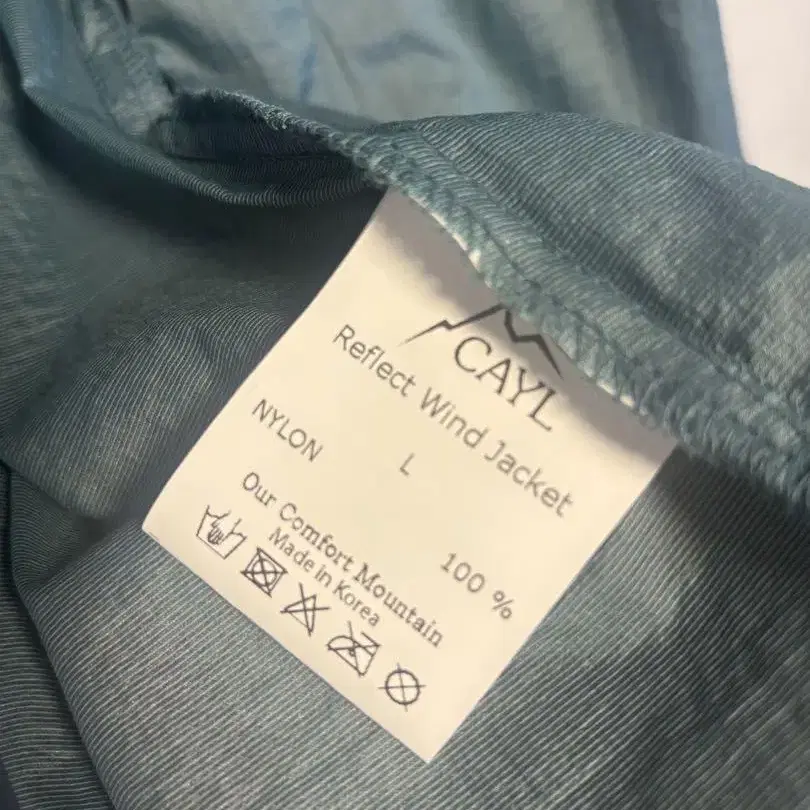 CAYL
Reflect Wind Jacket
L
NYLON 100 %
Our Comfort Mountain
Made in Korea